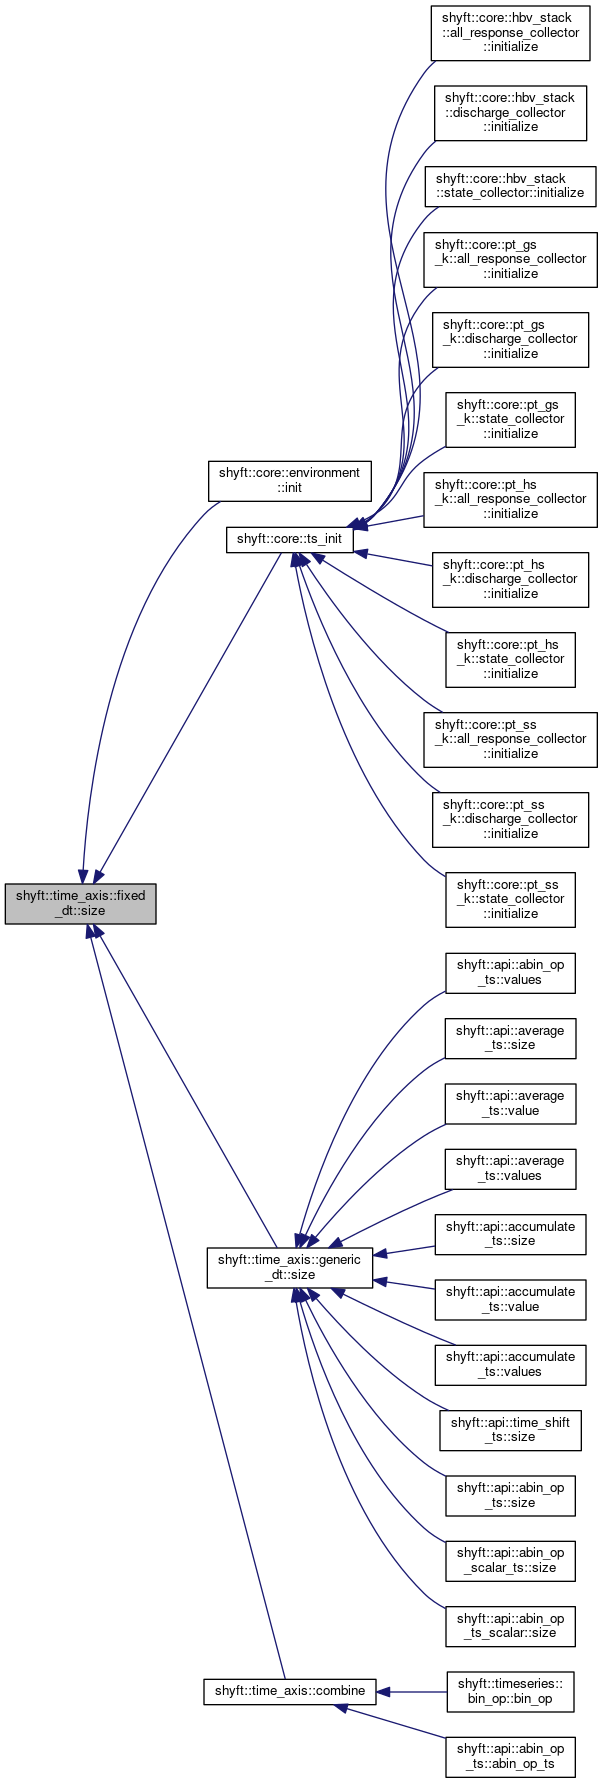 shyft::core::hbv_stack
::all_response_collector
::initialize
shyft::core::hbv_stack
::discharge_collector
::initialize
shyft::core::hbv_stack
::state_collector::initialize
shyft::core::pt_gs
_k::all_response_collector
::initialize
shyft::core::pt_gs
_k::discharge_collector
::initialize
shyft::core::pt_gs
_k::state_collector
::initialize
shyft::core::environment
::init
shyft::core::pt_hs
_k::all_response_collector
::initialize
shyft::core::ts_init
shyft::core::pt_hs
_k::discharge_collector
::initialize
shyft::core::pt_hs
_k::state_collector
::initialize
shyft::core::pt_ss
_k::all_response_collector
::initialize
shyft::core::pt_ss
_k::discharge_collector
::initialize
shyft::core::pt_ss
_k::state_collector
::initialize
shyft::time_axis::fixed
_dt::size
shyft::api::abin_op
_ts::values
shyft::api::average
_ts::size
shyft::api::average
_ts::value
shyft::api::average
_ts::values
shyft::api::accumulate
_ts::size
shyft::time_axis::generic
_dt::size
shyft::api::accumulate
_ts::value
shyft::api::accumulate
_ts::values
shyft::api::time_shift
_ts::size
shyft::api::abin_op
_ts::size
shyft::api::abin_op
_scalar_ts::size
shyft::api::abin_op
_ts_scalar::size
shyft::time_axis::combine
shyft::timeseries::
bin_op::bin_op
shyft::api::abin_op
_ts::abin_op_ts